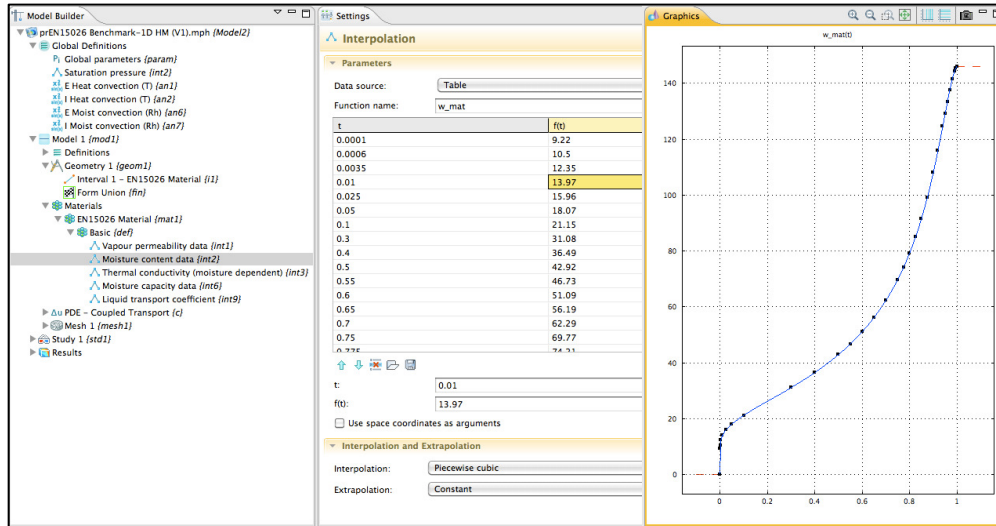 Model Builder
prEN15026 Benchmark-1D HM (V1).mph {Model2}
Global Definitions
Pi Global parameters {param}
Saturation pressure {int2}
E Heat convection (T) {an1}
I Heat convection (T) {an2}
E Moist convection (Rh) {an6}
I Moist convection (Rh) {an7}
Model 1 {mod1}
Definitions
Geometry 1 {geom1}
Interval 1 - EN15026 Material {i1}
Form Union {fin}
Materials
EN15026 Material {mat1}
Basic {def}
Vapour permeability data {int1}
Moisture content data {int2}
Thermal conductivity (moisture dependent) {int3}
Moisture capacity data {int6}
Liquid transport coefficient {int9}
Δu PDE - Coupled Transport {c}
Mesh 1 {mesh1}
Study 1 {std1}
Results
Settings
Interpolation
Parameters
Data source: Table
Function name: w_mat
t f(t)
0.0001 9.22
0.0006 10.5
0.0035 12.35
0.01 13.97
0.025 15.96
0.05 18.07
0.1 21.15
0.3 31.08
0.4 36.49
0.5 42.92
0.55 46.73
0.6 51.09
0.65 56.19
0.7 62.29
0.75 69.77
0.775 74.21
t: 0.01
f(t): 13.97
Use space coordinates as arguments
Interpolation and Extrapolation
Interpolation: Piecewise cubic
Extrapolation: Constant
Graphics
w_mat(t)
140
120
100
80
60
40
20
0
0 0.2 0.4 0.6 0.8 1